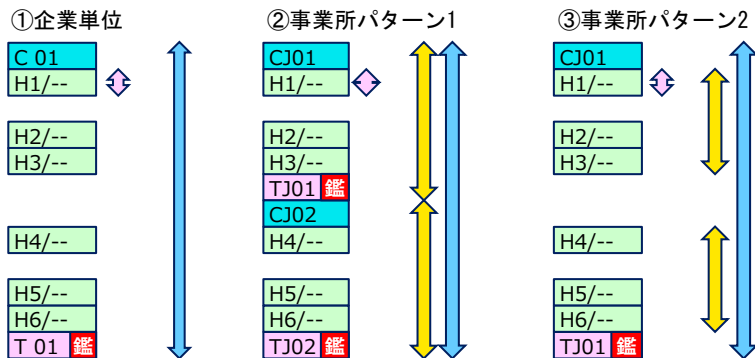 ①企業単位
C 01
H1/--
H2/--
H3/--
H4/--
H5/--
H6/--
T 01 鑑
②事業所パターン1
CJ01
H1/--
H2/--
H3/--
TJ01 鑑
CJ02
H4/--
H5/--
H6/--
TJ02 鑑
③事業所パターン2
CJ01
H1/--
H2/--
H3/--
H4/--
H5/--
H6/--
TJ01 鑑